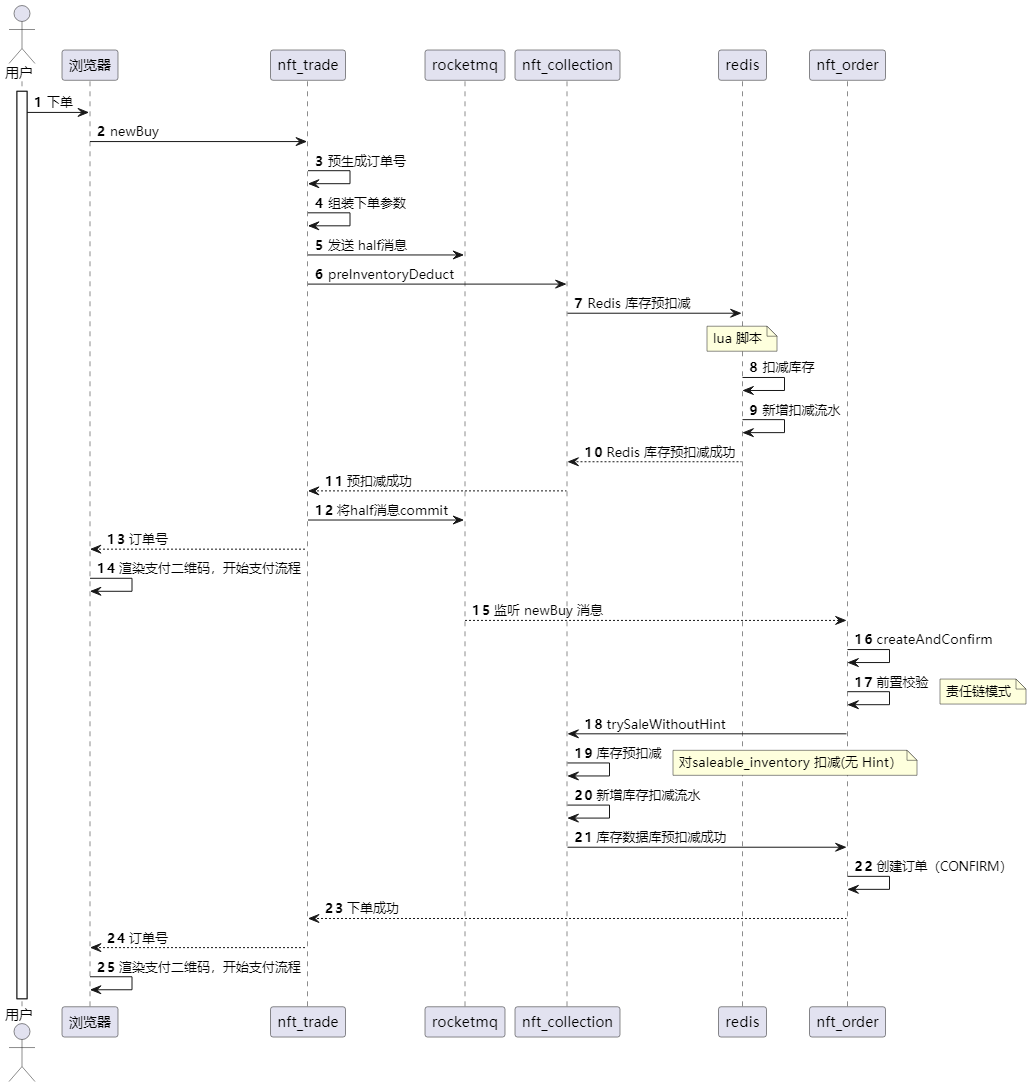 用户
浏览器
nft_trade
rocketmq
nft_collection
redis
nft_order
1 下单
2 newBuy
3 预生成订单号
4 组装下单参数
5 发送 half消息
6 preInventoryDeduct
7 Redis 库存预扣减
lua 脚本
8 扣减库存
9 新增扣减流水
10 Redis 库存预扣减成功
11 预扣减成功
12 将half消息commit
13 订单号
14 渲染支付二维码，开始支付流程
15 监听 newBuy 消息
16 createAndConfirm
17 前置校验
责任链模式
18 trySaleWithoutHint
19 库存预扣减
对saleable_inventory 扣减(无 Hint）
20 新增库存扣减流水
21 库存数据库预扣减成功
22 创建订单（CONFIRM）
23 下单成功
24 订单号
25 渲染支付二维码，开始支付流程
用户
浏览器
nft_trade
rocketmq
nft_collection
redis
nft_order